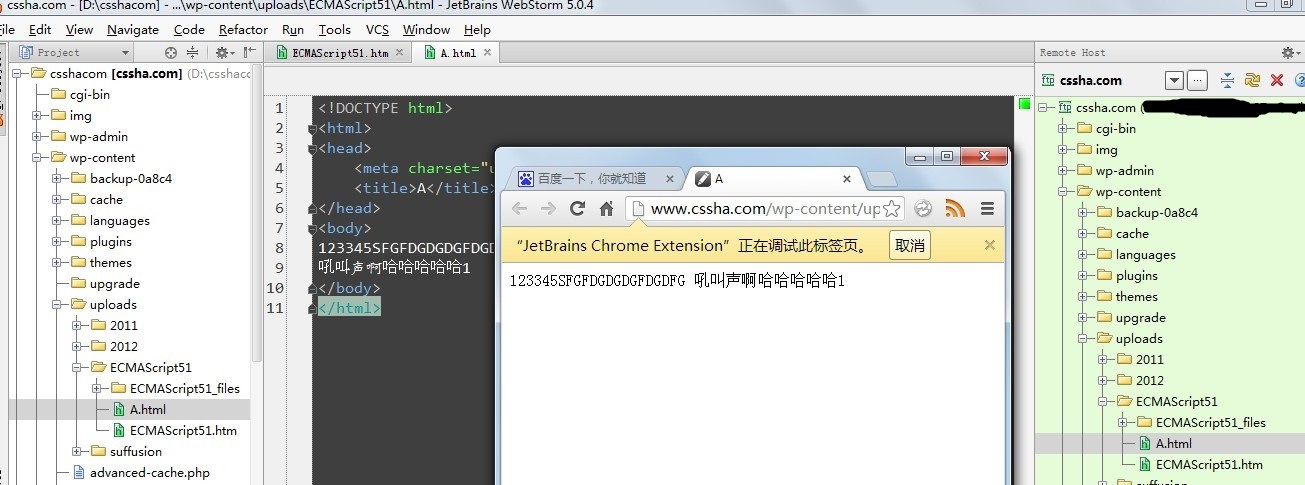 cssha.com - [D:\csshacom] - ...\wp-content\uploads\ECMAScript51\A.html - JetBrains WebStorm 5.0.4
File Edit View Navigate Code Refactor Run Tools VCS Window Help
Project
csshacom [cssha.com] (D:\csshaco
cgi-bin
img
wp-admin
wp-content
backup-0a8c4
cache
languages
plugins
themes
upgrade
uploads
2011
2012
ECMAScript51
ECMAScript51_files
A.html
ECMAScript51.htm
suffusion
advanced-cache.php
ECMAScript51.htm
A.html
1 <!DOCTYPE html>
2 <html>
3 <head>
4 <meta charset="u
5 <title>A</title>
6 </head>
7 <body>
8 123345SFGFDGDGDGFDGD
9 吼叫声啊哈哈哈哈哈1
10 </body>
11 </html>
百度一下，你就知道
A
www.cssha.com/wp-content/up
“JetBrains Chrome Extension”正在调试此标签页。 取消
123345SFGFDGDGDGFDGDFG 吼叫声啊哈哈哈哈哈1
Remote Host
ftp cssha.com
ftp cssha.com (
cgi-bin
img
wp-admin
wp-content
backup-0a8c4
cache
languages
plugins
themes
upgrade
uploads
2011
2012
ECMAScript51
ECMAScript51_files
A.html
ECMAScript51.htm